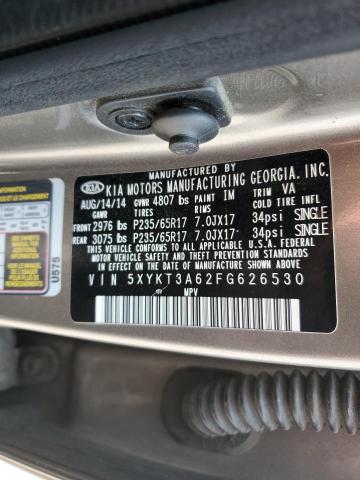 MANUFACTURED BY
KIA KIA MOTORS MANUFACTURING GEORGIA, INC.
AUG/14/14 GVWR 4807 lbs PAINT IM TRIM VA
GAWR TIRES RIMS COLD TIRE INFL
FRONT 2976 lbs P235/65R17 7.0JX17 34psi SINGLE
REAR 3075 lbs P235/65R17 7.0JX17 34psi SINGLE
THIS VEHICLE CONFORMS TO ALL APPLICABLE FEDERAL
MOTOR VEHICLE SAFETY AND BUMPER STANDARDS IN
EFFECT ON THE DATE OF MANUFACTURE SHOWN ABOVE
VIN 5XYKT3A62FG626530
MPV
U575